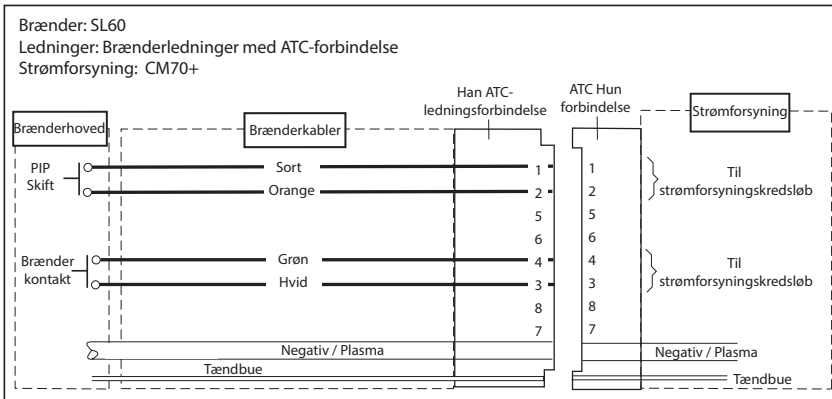 Brænder: SL60
Ledninger: Brænderledninger med ATC-forbindelse
Strømforsyning: CM70+
Han ATC-
ledningsforbindelse
ATC Hun
forbindelse
Strømforsyning
Brænderhoved
Brænderkabler
PIP
Skift
Sort
Orange
1
2
5
6
4
3
8
7
1
2
5
6
4
3
8
7
Til
strømforsyningskredsløb
Brænder
kontakt
Grøn
Hvid
Til
strømforsyningskredsløb
Negativ / Plasma
Negativ / Plasma
Tændbue
Tændbue